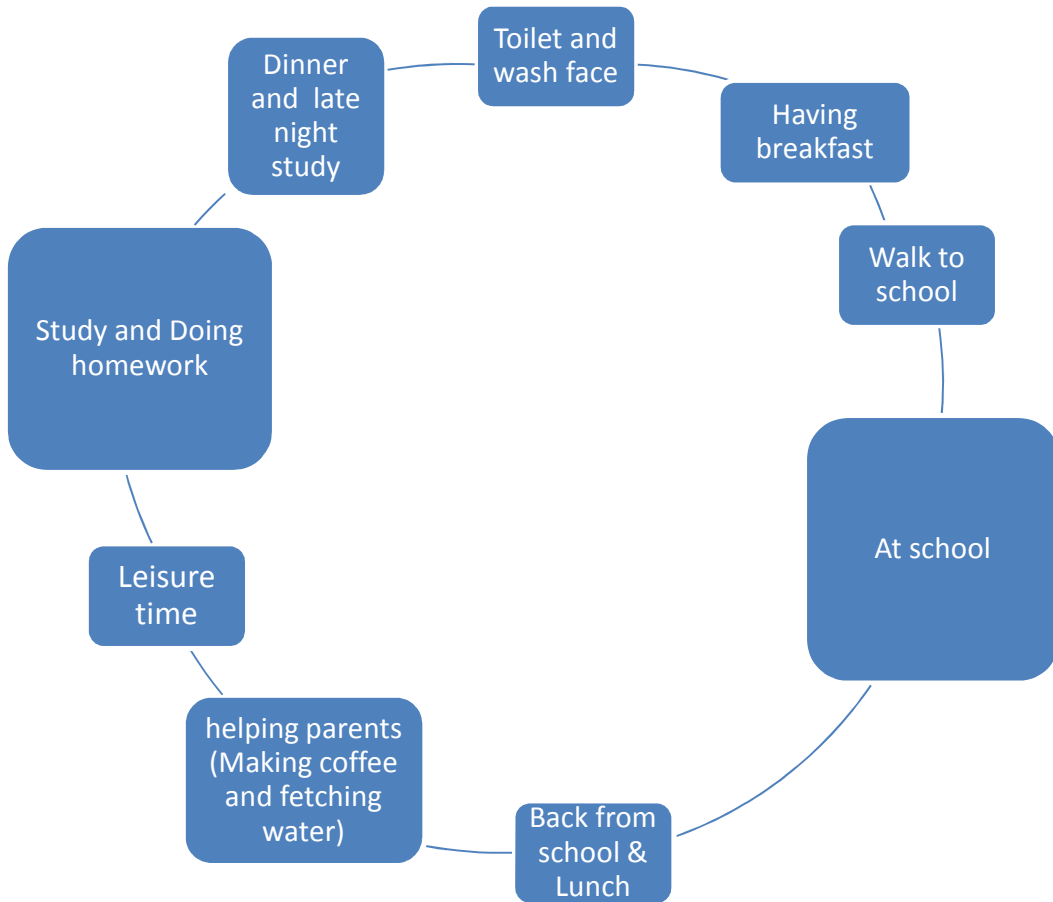 Toilet and
wash face
Having
breakfast
Walk to
school
At school
Back from
school &
Lunch
helping parents
(Making coffee
and fetching
water)
Leisure
time
Study and Doing
homework
Dinner
and  late
night
study